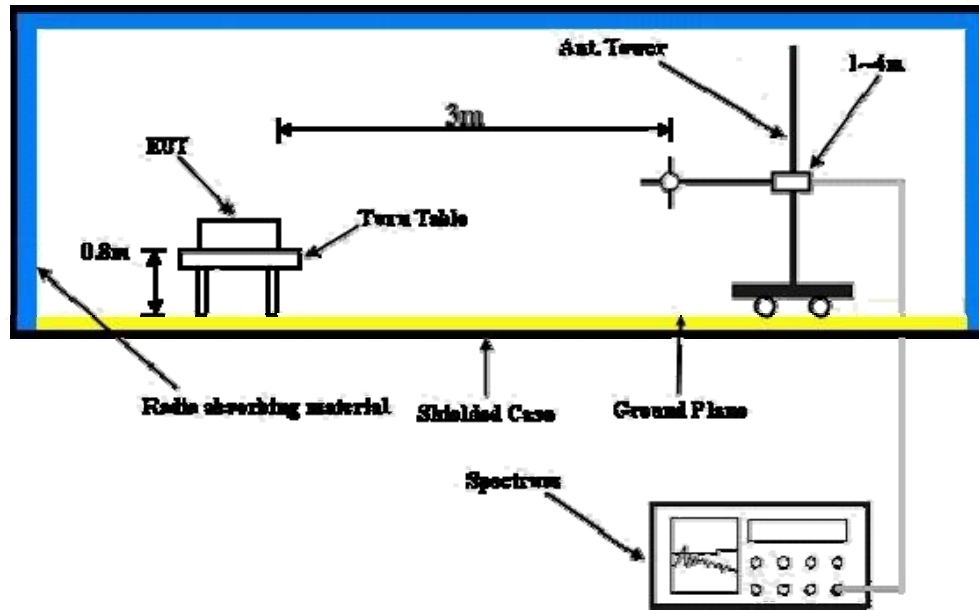 Ant. Tower
1~4m
3m
EUT
Turn Table
0.8m
Radio absorbing material
Shielded Case
Ground Plane
Spectrum